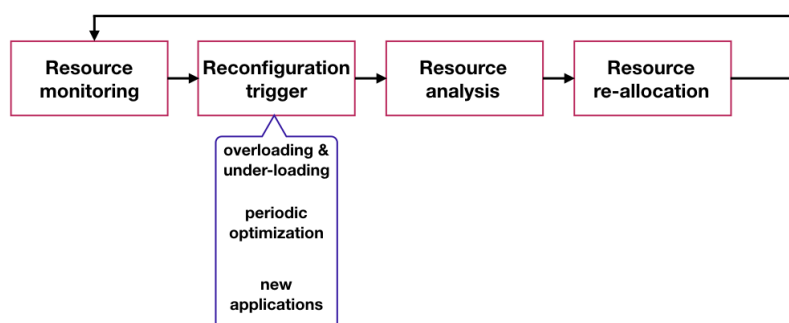 Resource
monitoring
Reconfiguration
trigger
Resource
analysis
Resource
re-allocation
overloading &
under-loading
periodic
optimization
new
applications